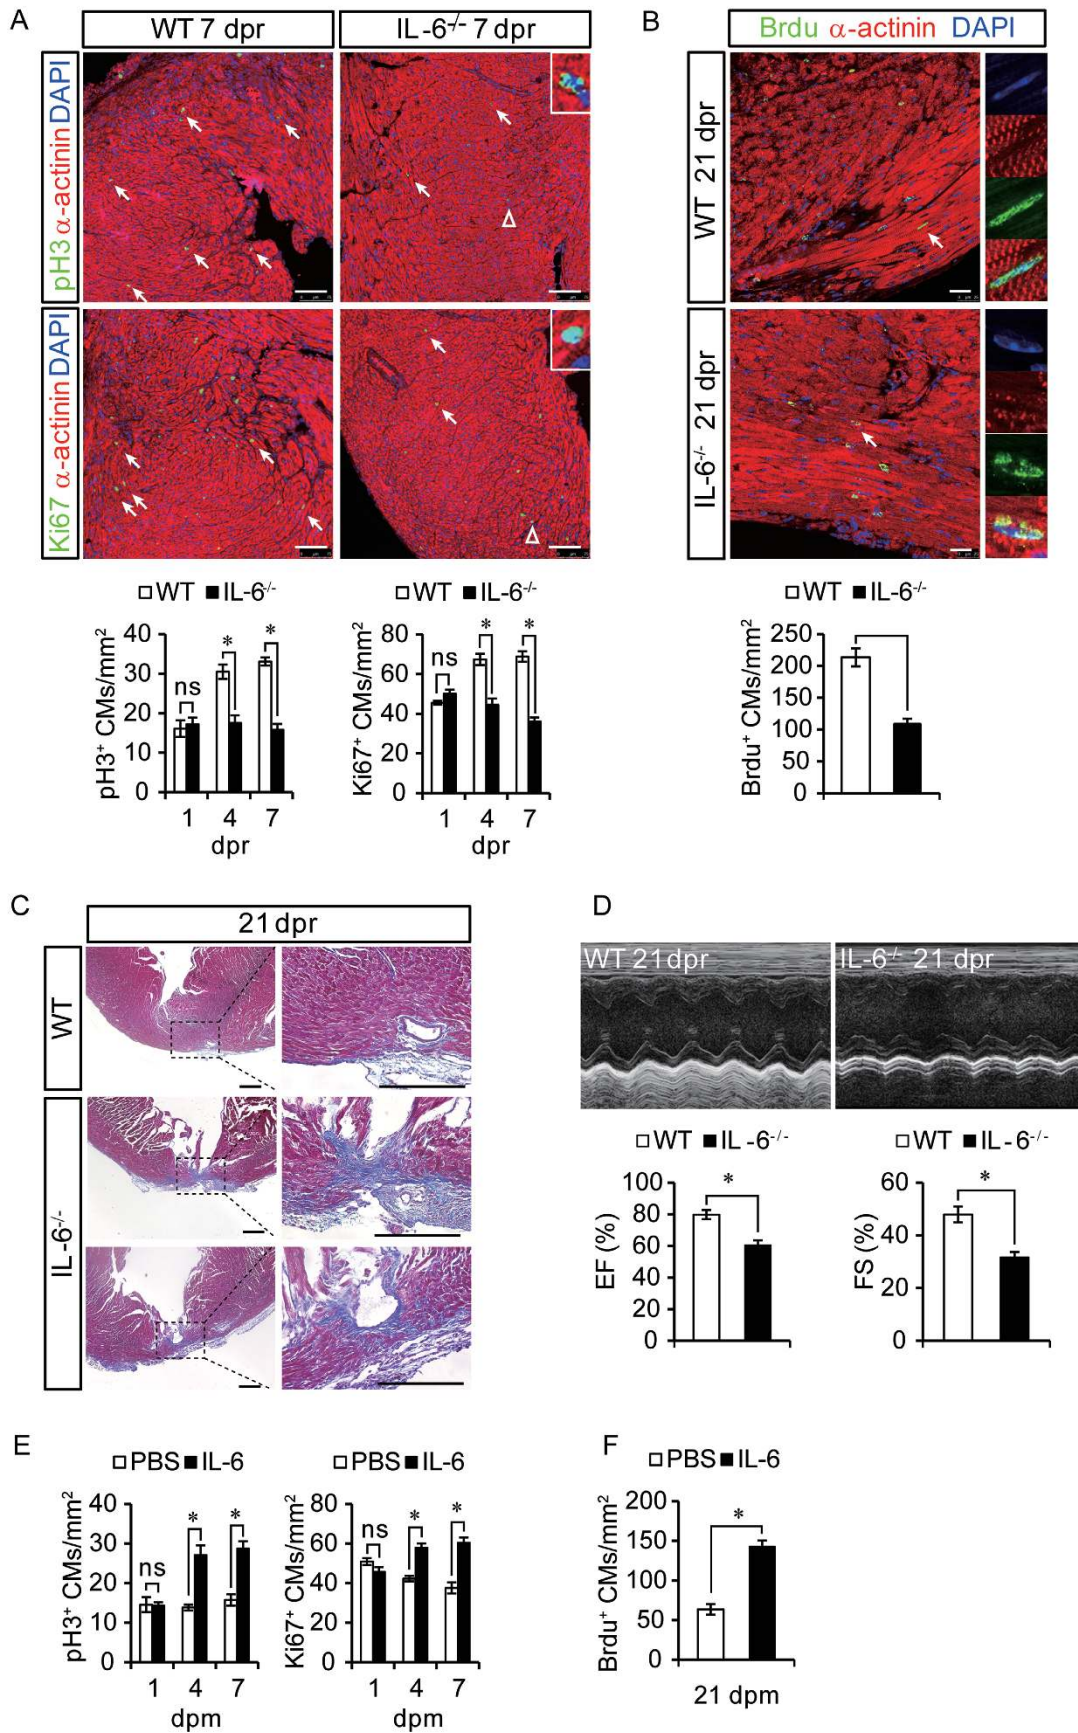 A
WT 7 dpr
IL-6-/- 7 dpr
pH3 α-actinin DAPI
Ki67 α-actinin DAPI
□WT ■IL-6-/-
pH3+ CMs/mm2
40
30
20
10
0
ns
*
*
1 4 7
dpr
□WT ■IL-6-/-
Ki67+ CMs/mm2
80
60
40
20
0
ns
*
*
1 4 7
dpr
B
Brdu α-actinin DAPI
WT 21 dpr
IL-6-/- 21 dpr
□WT ■IL-6-/-
Brdu+ CMs/mm2
250
200
150
100
50
0
C
21 dpr
WT
IL-6-/-
D
WT 21dpr
IL-6-/- 21 dpr
□WT ■IL-6-/-
EF (%)
100
80
60
40
20
0
*
□WT ■IL-6-/-
FS (%)
60
40
20
0
*
E
□PBS ■IL-6
pH3+ CMs/mm2
40
30
20
10
0
ns
*
*
1 4 7
dpm
□PBS ■IL-6
Ki67+ CMs/mm2
80
60
40
20
0
ns
*
*
1 4 7
dpm
F
□PBS ■IL-6
Brdu+ CMs/mm2
200
150
100
50
0
*
21 dpm